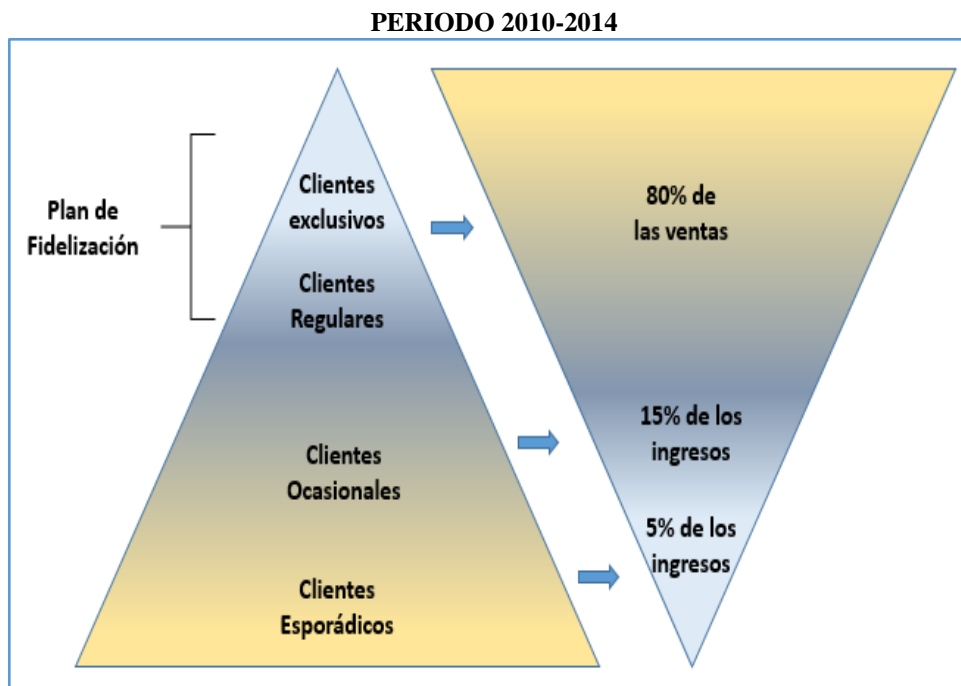 PERIODO 2010-2014
Plan de
Fidelización
Clientes
exclusivos
Clientes
Regulares
Clientes
Ocasionales
Clientes
Esporádicos
80% de
las ventas
15% de los
ingresos
5% de los
ingresos